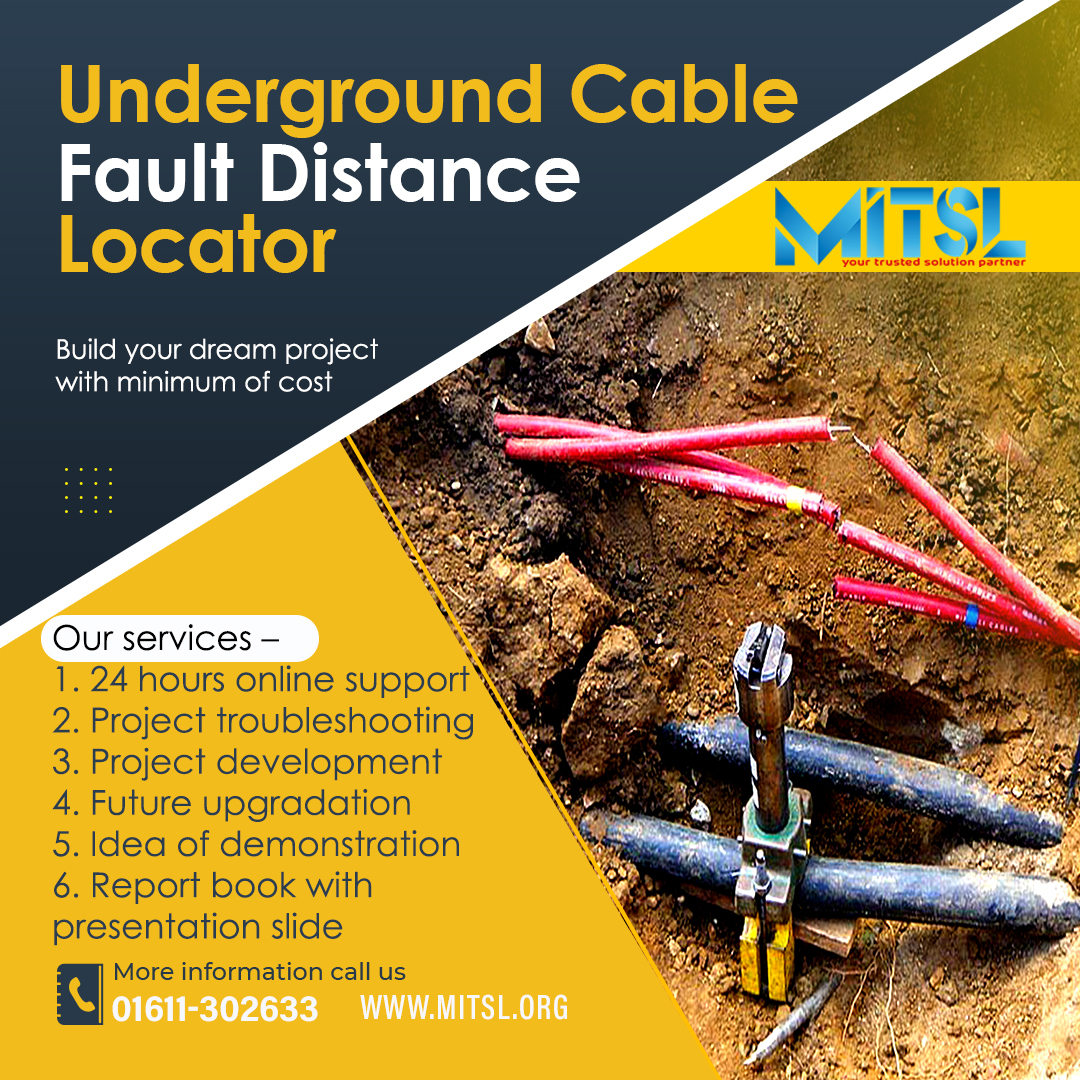 Underground Cable
Fault Distance
Locator
MITSL
your trusted solution partner
Build your dream project
with minimum of cost
Our services –
1. 24 hours online support
2. Project troubleshooting
3. Project development
4. Future upgradation
5. Idea of demonstration
6. Report book with
presentation slide
More information call us
01611-302633
WWW.MITSL.ORG